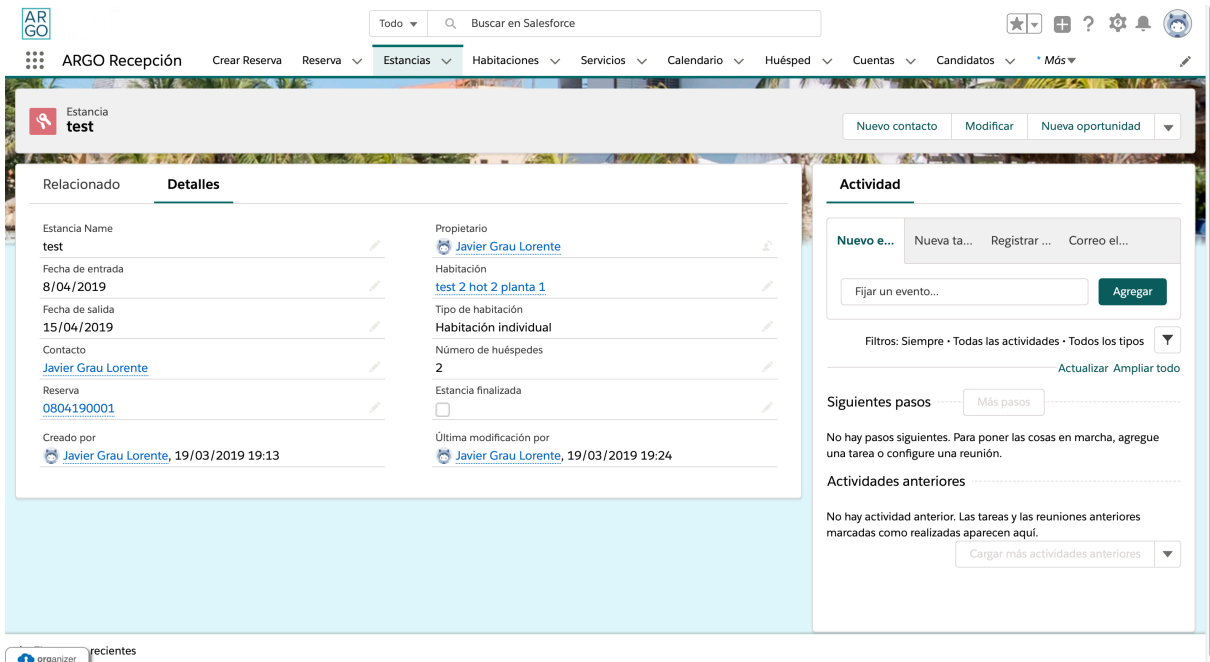 AR
GO
Todo
Buscar en Salesforce
ARGO Recepción
Crear Reserva
Reserva
Estancias
Habitaciones
Servicios
Calendario
Huésped
Cuentas
Candidatos
* Más
Estancia
test
Nuevo contacto
Modificar
Nueva oportunidad
Relacionado
Detalles
Estancia Name
test
Propietario
Javier Grau Lorente
Fecha de entrada
8/04/2019
Habitación
test 2 hot 2 planta 1
Fecha de salida
15/04/2019
Tipo de habitación
Habitación individual
Contacto
Javier Grau Lorente
Número de huéspedes
2
Reserva
0804190001
Estancia finalizada
Creado por
Javier Grau Lorente, 19/03/2019 19:13
Última modificación por
Javier Grau Lorente, 19/03/2019 19:24
Actividad
Nuevo e...
Nueva ta...
Registrar ...
Correo el...
Fijar un evento...
Agregar
Filtros: Siempre • Todas las actividades • Todos los tipos
Actualizar Ampliar todo
Siguientes pasos
Más pasos
No hay pasos siguientes. Para poner las cosas en marcha, agregue
una tarea o configure una reunión.
Actividades anteriores
No hay actividad anterior. Las tareas y las reuniones anteriores
marcadas como realizadas aparecen aquí.
Cargar más actividades anteriores
recientes
organizer